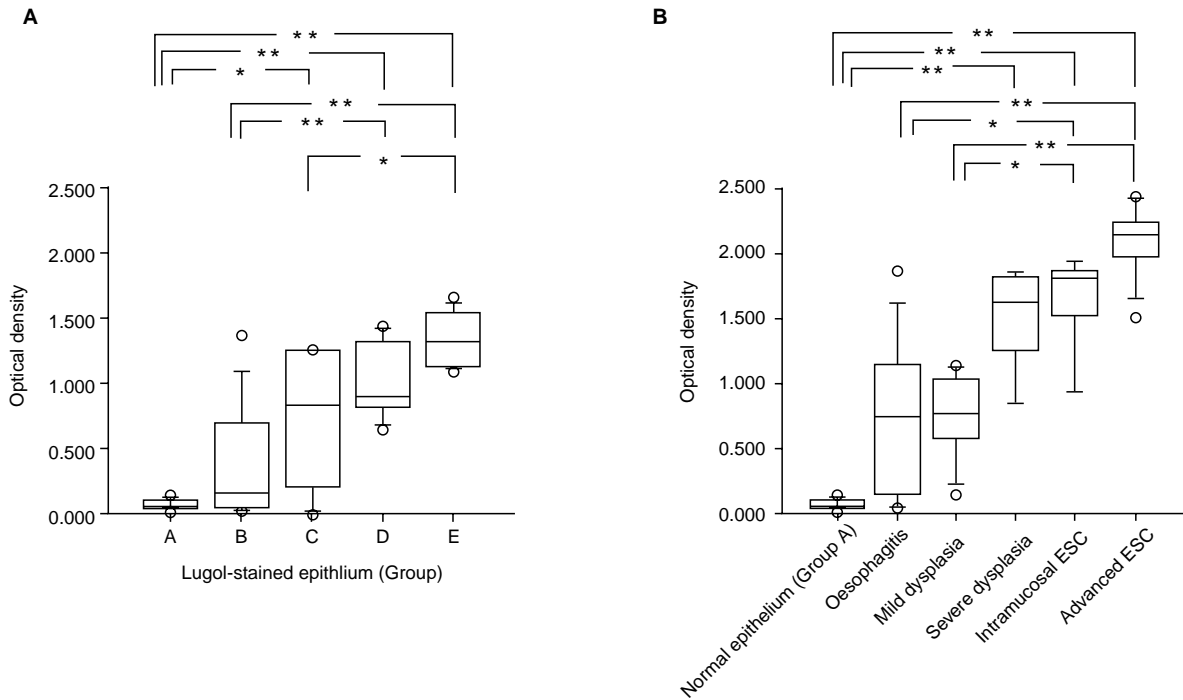 A
**
**
*
**
**
*
2.500
2.000
1.500
1.000
0.500
0.000
Optical density
A B C D E
Lugol-stained epithlium (Group)
B
**
**
**
**
*
**
*
2.500
2.000
1.500
1.000
0.500
0.000
Optical density
Normal epithelium (Group A)
Oesophagitis
Mild dysplasia
Severe dysplasia
Intramucosal ESC
Advanced ESC